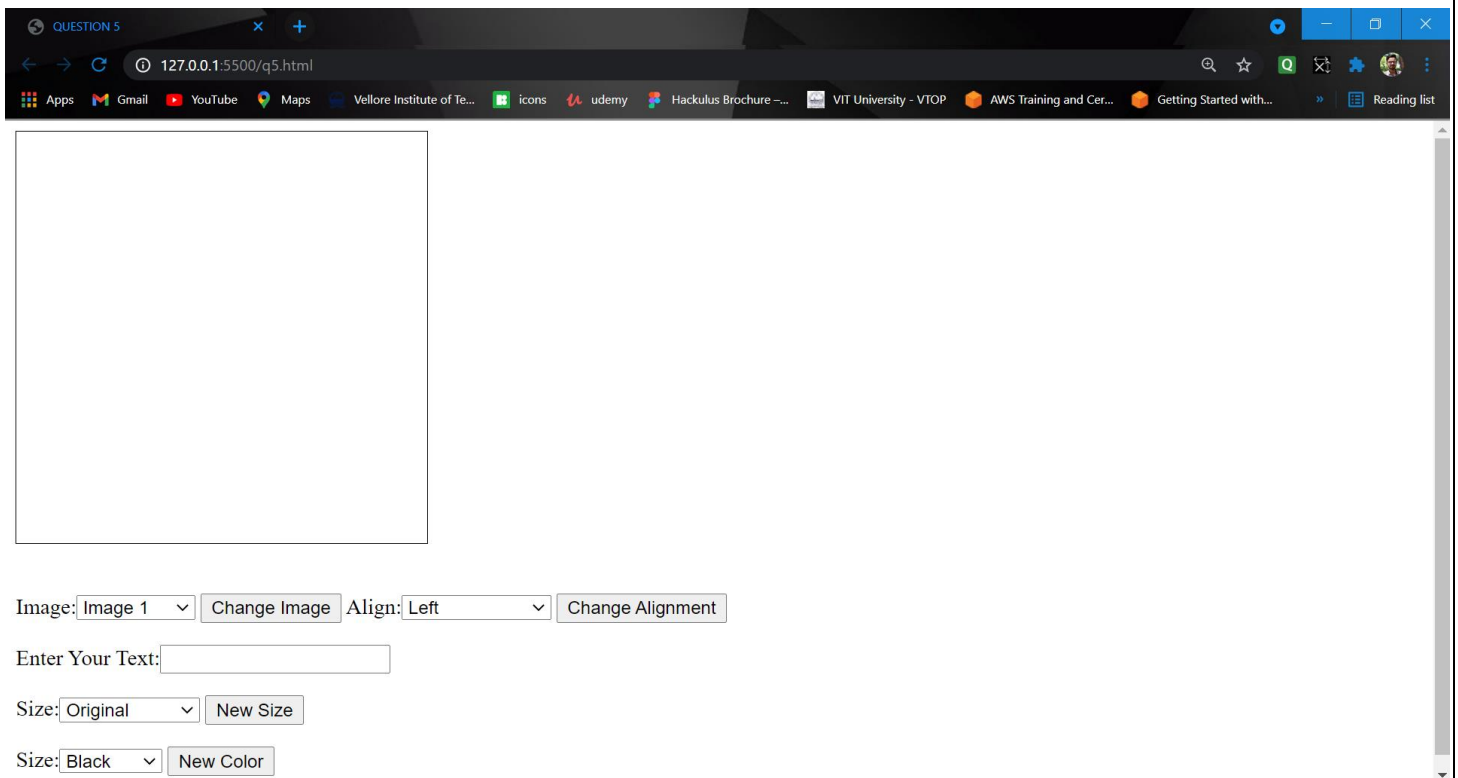 QUESTION 5
127.0.0.1:5500/q5.html
Apps Gmail YouTube Maps Vellore Institute of Te... icons udemy Hackulus Brochure –... VIT University - VTOP AWS Training and Cer... Getting Started with... » Reading list
Image: Image 1 Change Image Align: Left Change Alignment
Enter Your Text:
Size: Original New Size
Size: Black New Color